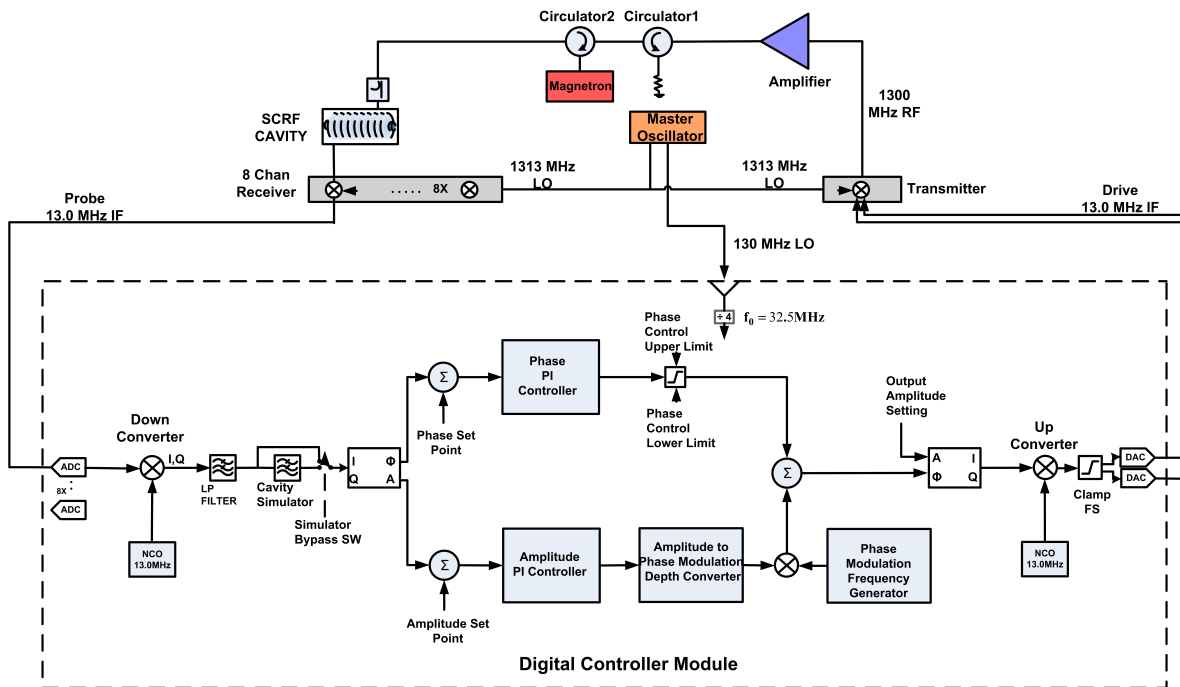 Circulator2 Circulator1
Magnetron
Amplifier
1300
MHz RF
SCRF
CAVITY
Master
Oscillator
8 Chan
Receiver
..... 8X
1313 MHz
LO
1313 MHz
LO
Transmitter
Probe
13.0 MHz IF
Drive
13.0 MHz IF
130 MHz LO
÷ 4
f₀ = 32.5MHz
Phase
Control
Upper Limit
Phase
PI
Controller
Σ
Phase Set
Point
Phase
Control
Lower Limit
Output
Amplitude
Setting
Down
Converter
I,Q
ADC
8X :
ADC
LP
FILTER
Cavity
Simulator
Simulator
Bypass SW
I Φ
Q A
NCO
13.0MHz
Σ
A I
Φ Q
Up
Converter
Clamp
FS
DAC
DAC
NCO
13.0MHz
Σ
Amplitude Set
Point
Amplitude
PI Controller
Amplitude to
Phase Modulation
Depth Converter
Phase
Modulation
Frequency
Generator
Digital Controller Module